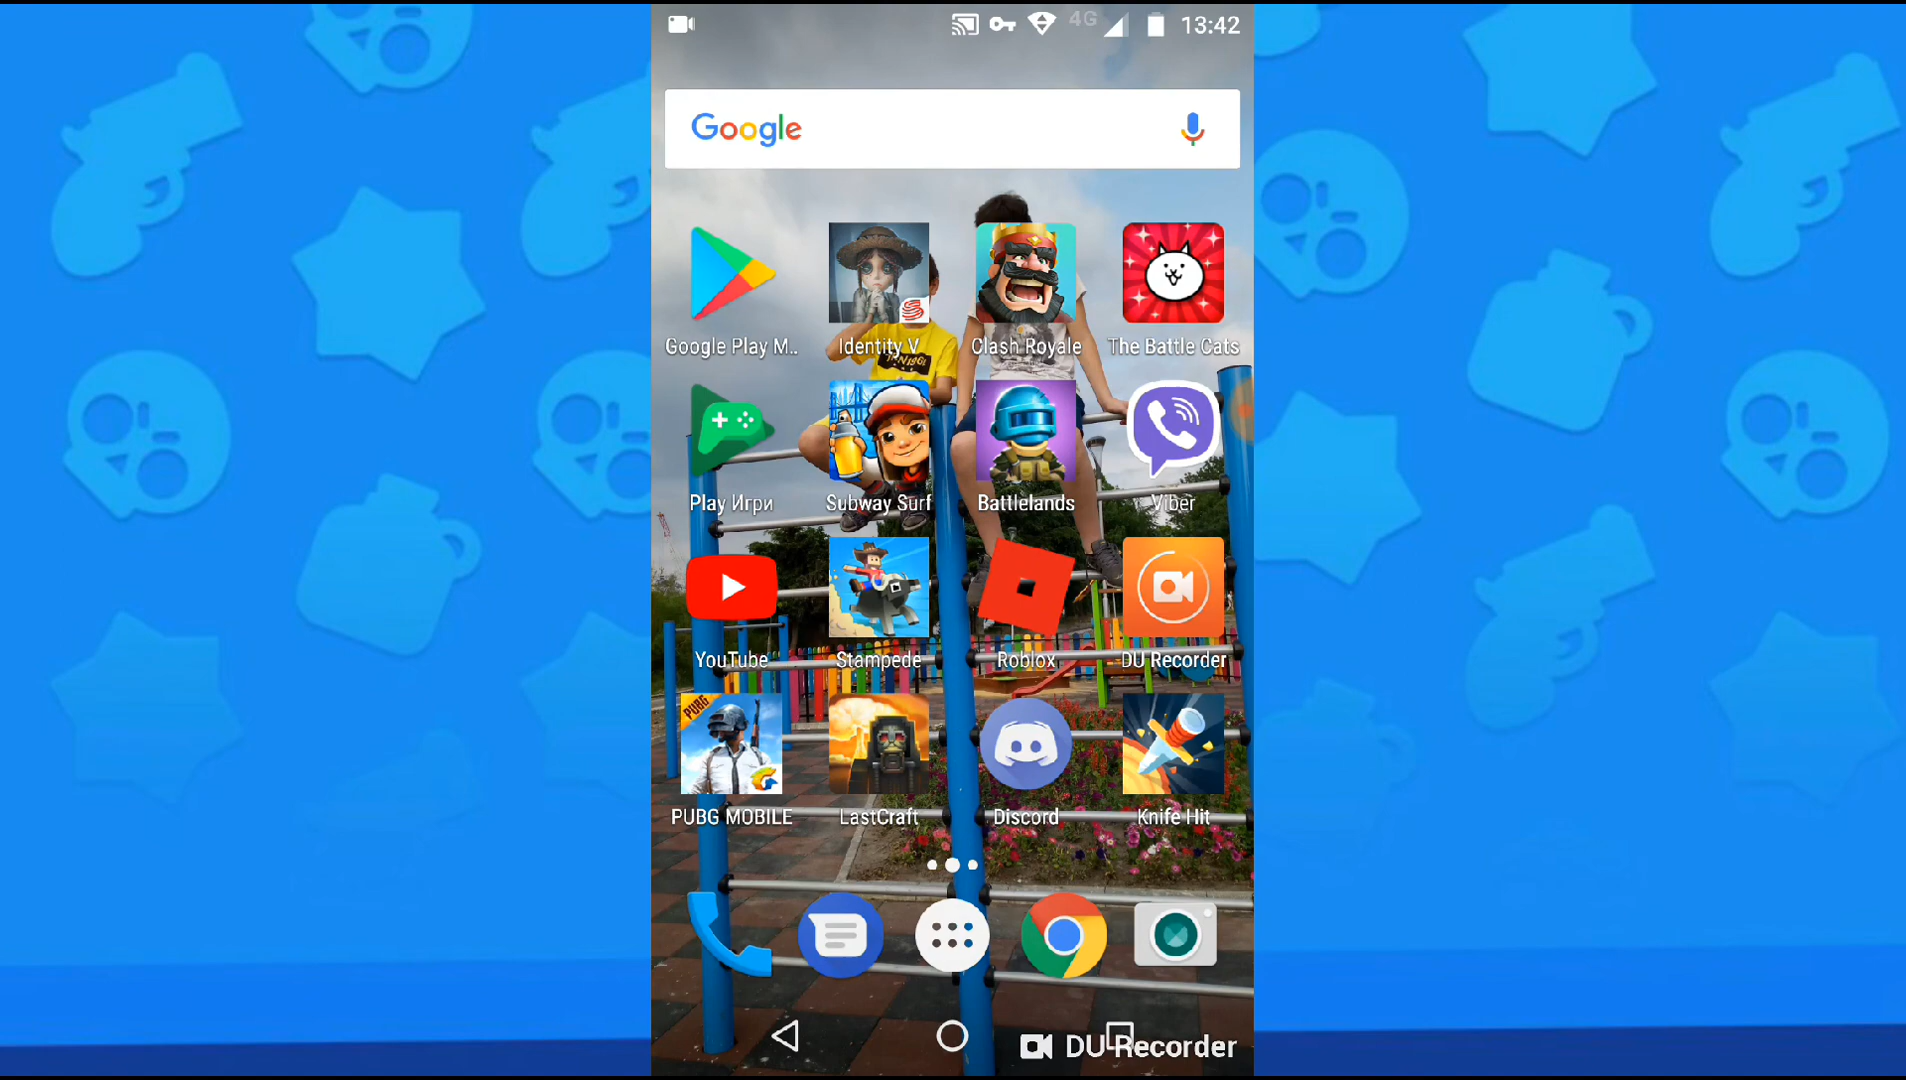 4G 13:42
Google
Google Play M..
Identity V
Clash Royale
The Battle Cats
Play Игри
Subway Surf
Battlelands
Viber
YouTube
Stampede
Roblox
DU Recorder
PUBG
PUBG MOBILE
LastCraft
Discord
Knife Hit
DU Recorder